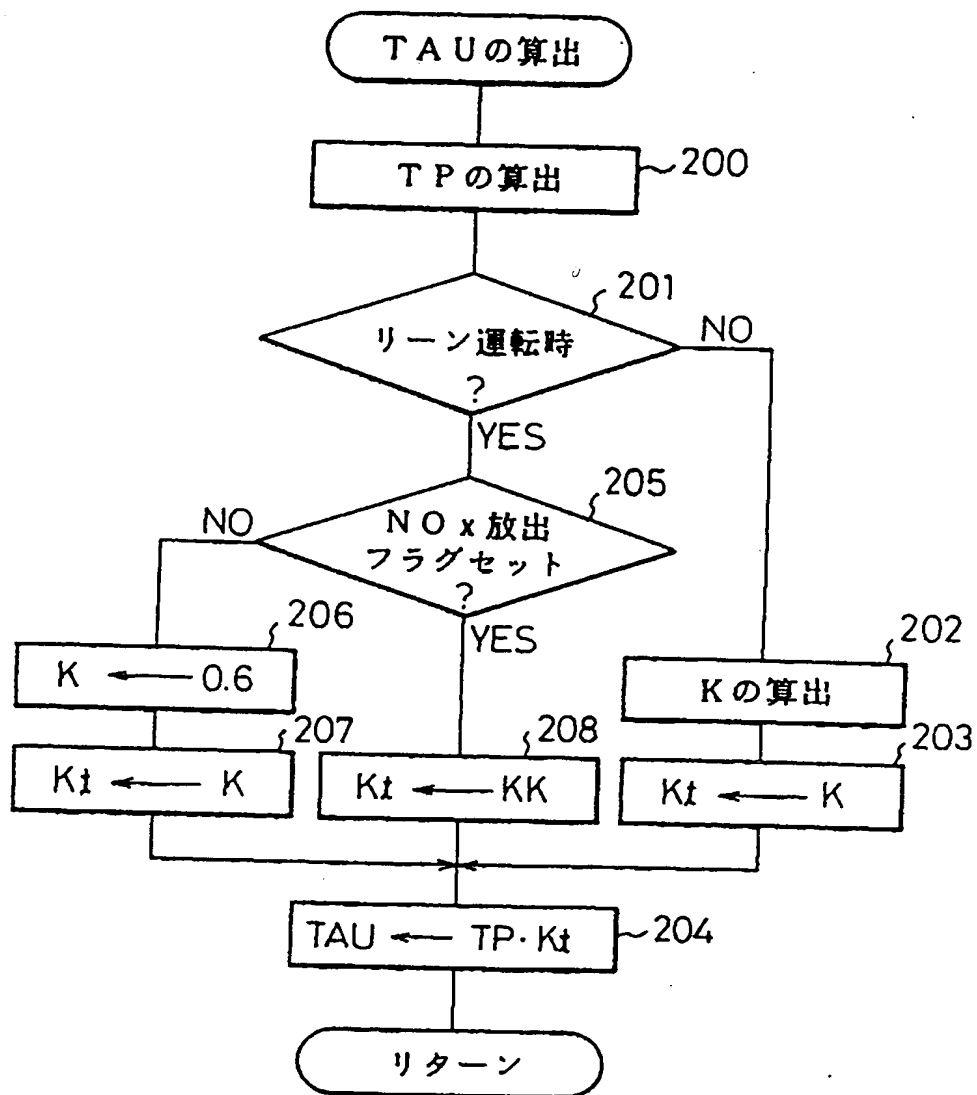 TAUの算出
TPの算出
200
201
リーン運転時
?
NO
YES
205
NOx放出
フラグセット
?
NO
YES
206
K ← 0.6
202
Kの算出
207
Kt ← K
208
Kt ← KK
203
Kt ← K
TAU ← TP·Kt
204
リターン